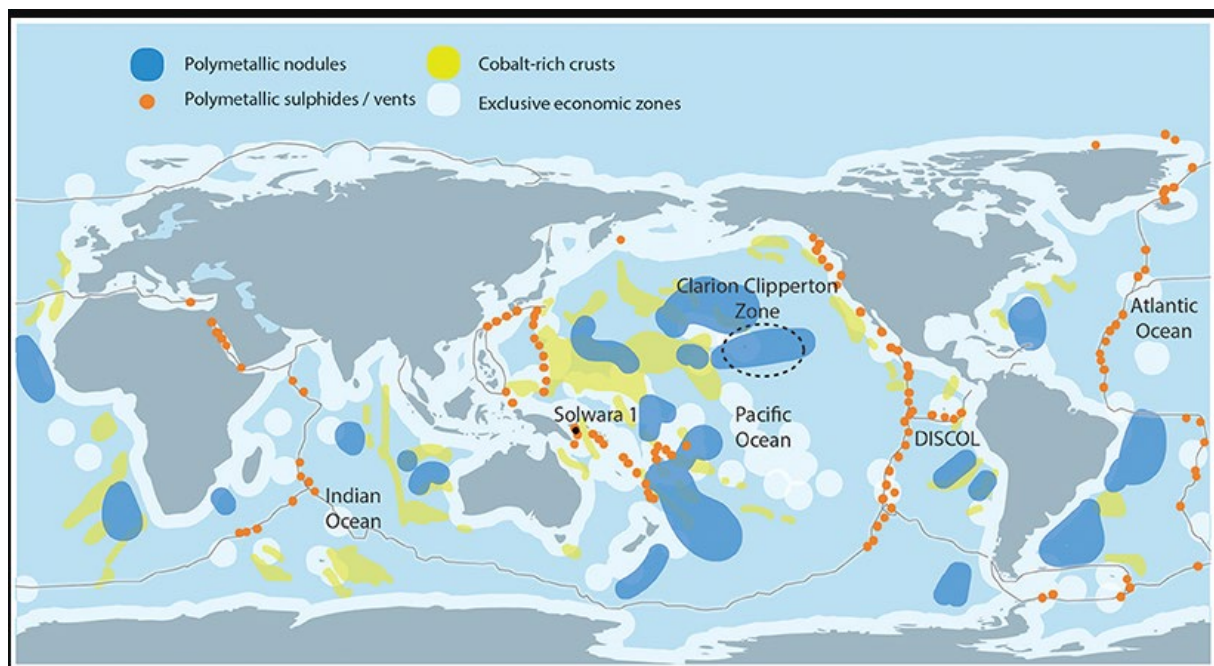 Polymetallic nodules
Cobalt-rich crusts
Polymetallic sulphides / vents
Exclusive economic zones
Clarion Clipperton
Zone
Atlantic
Ocean
Solwara 1
Pacific
Ocean
DISCOL
Indian
Ocean